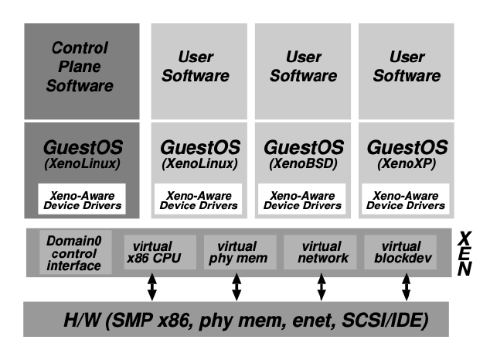 Control
Plane
Software
User
Software
User
Software
User
Software
GuestOS
(XenoLinux)
Xeno-Aware
Device Drivers
GuestOS
(XenoLinux)
Xeno-Aware
Device Drivers
GuestOS
(XenoBSD)
Xeno-Aware
Device Drivers
GuestOS
(XenoXP)
Xeno-Aware
Device Drivers
Domain0
control
interface
virtual
x86 CPU
virtual
phy mem
virtual
network
virtual
blockdev
X
E
N
H/W (SMP x86, phy mem, enet, SCSI/IDE)